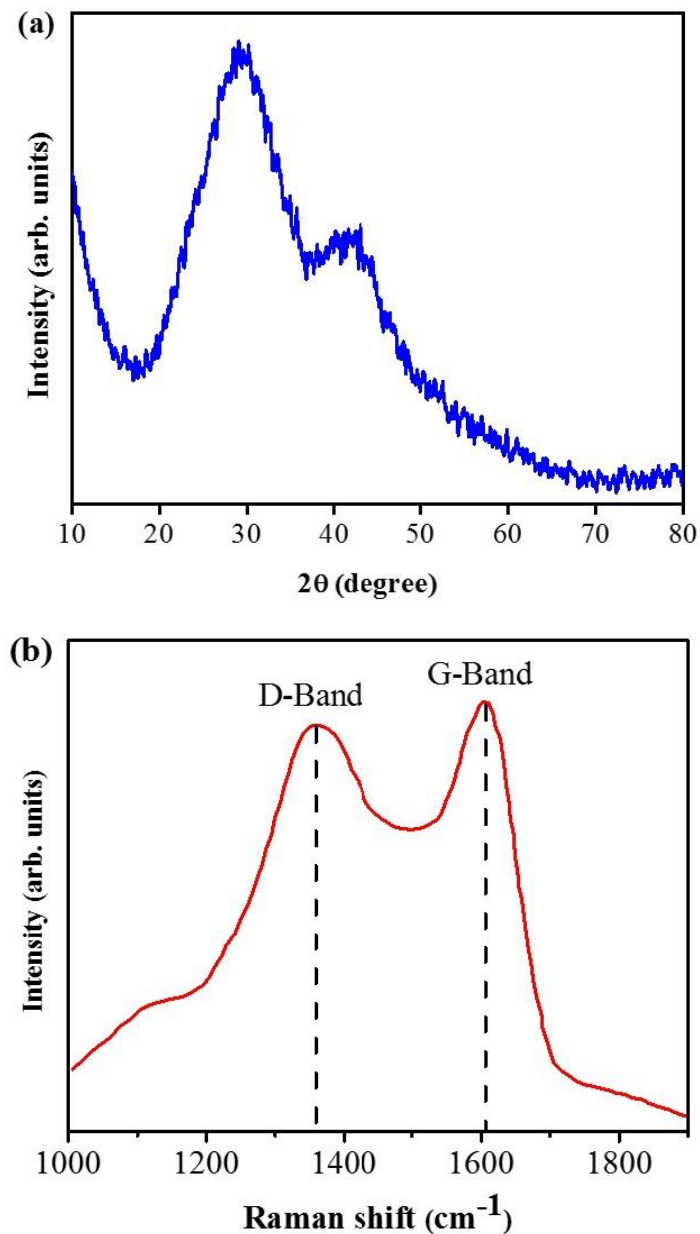 (a)
Intensity (arb. units)
10 20 30 40 50 60 70 80
2θ (degree)
(b)
D-Band G-Band
Intensity (arb. units)
1000 1200 1400 1600 1800
Raman shift (cm-1)